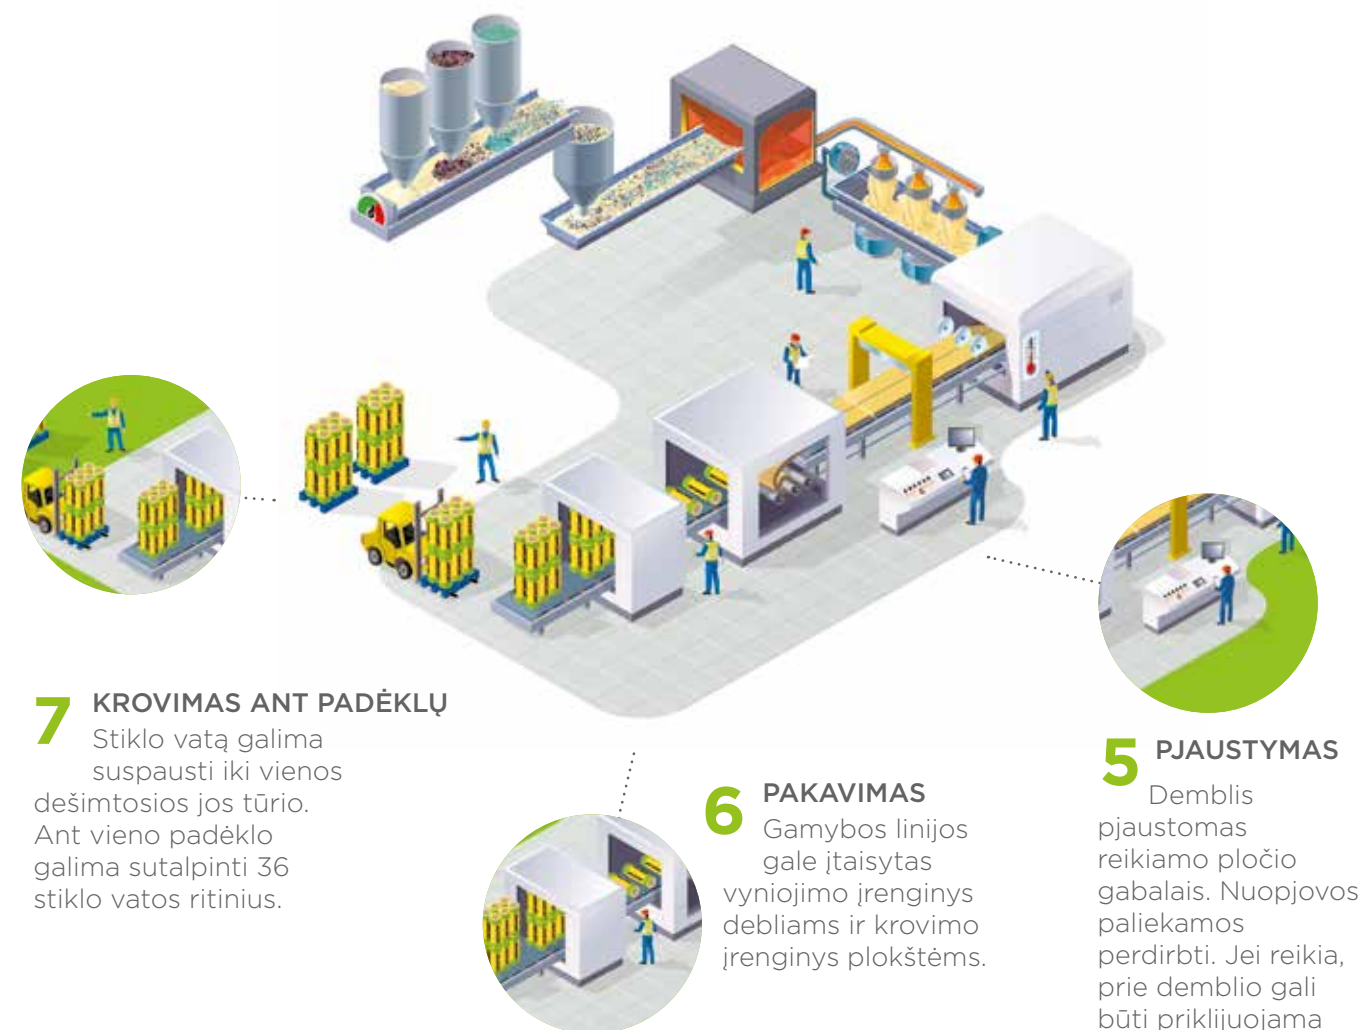 7 KROVIMAS ANT PADĖKLŲ
Stiklo vatą galima
suspausti iki vienos
dešimtosios jos tūrio.
Ant vieno padėklo
galima sutalpinti 36
stiklo vatos ritinius.
6 PAKAVIMAS
Gamybos linijos
gale įtaisytas
vyniojimo įrenginys
debliams ir krovimo
įrenginys plokštėms.
5 PJAUSTYMAS
Demblis
pjaustomas
reikiamo pločio
gabalais. Nuopjovos
paliekamos
perdirbti. Jei reikia,
prie demblio gali
būti priklijuojama